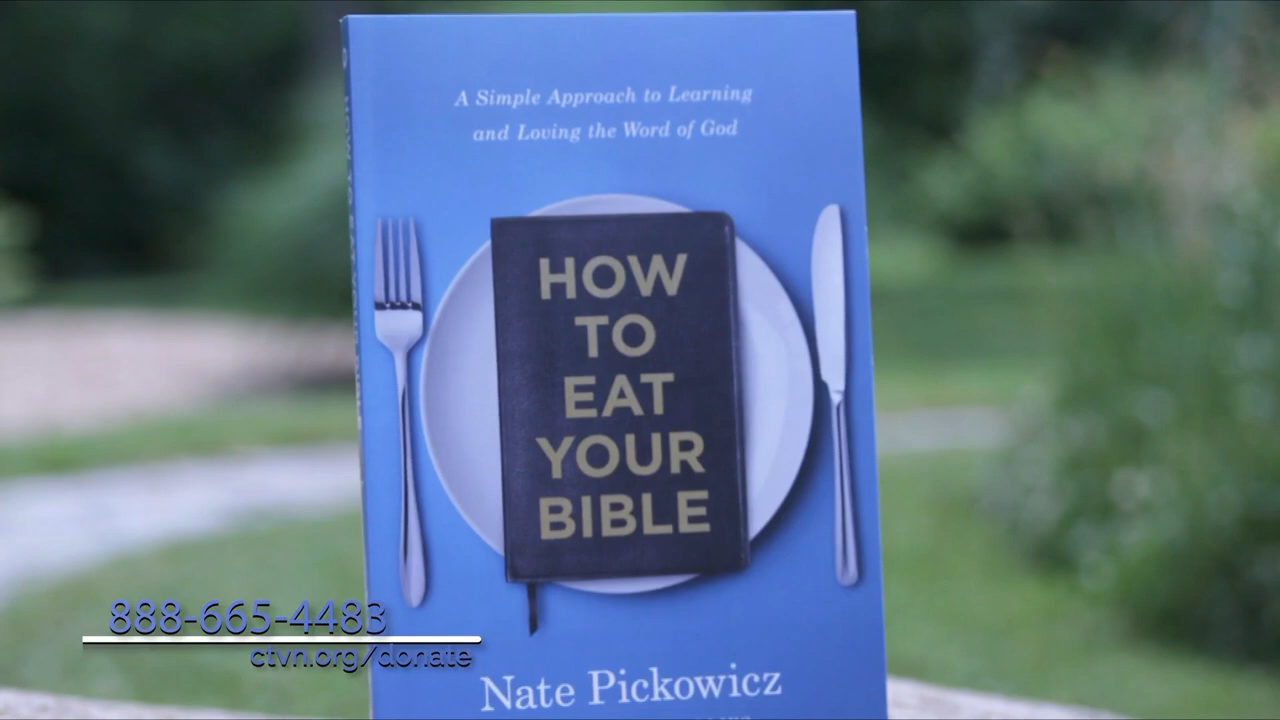 A Simple Approach to Learning
and Loving the Word of God
HOW
TO
EAT
YOUR
BIBLE
888-665-4483
ctvn.org/donate
Nate Pickowicz